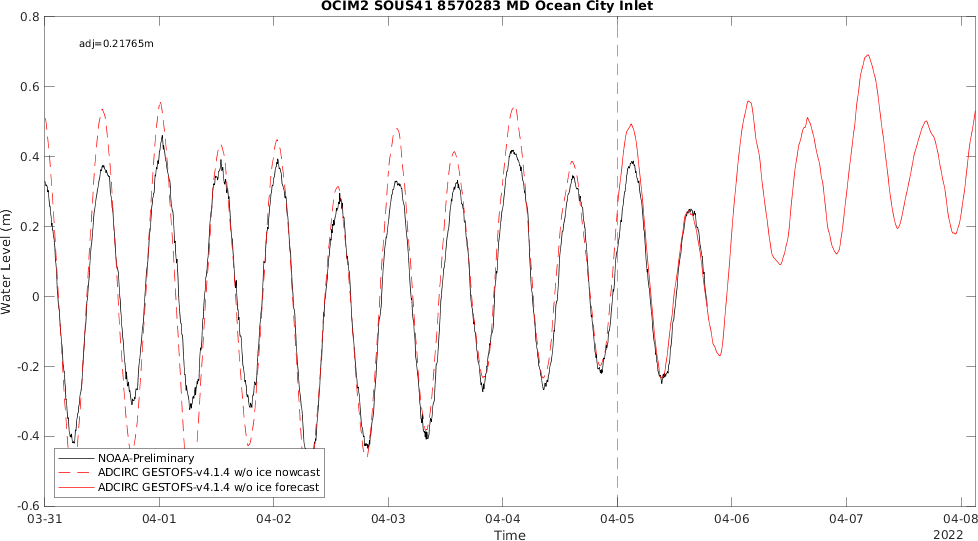 OCIM2 SOUS41 8570283 MD Ocean City Inlet
adj=0.21765m
Water Level (m)
0.8
0.6
0.4
0.2
0
-0.2
-0.4
-0.6
NOAA-Preliminary
ADCIRC GESTOFS-v4.1.4 w/o ice nowcast
ADCIRC GESTOFS-v4.1.4 w/o ice forecast
03-31 04-01 04-02 04-03 04-04 04-05 04-06 04-07 04-08
Time
2022